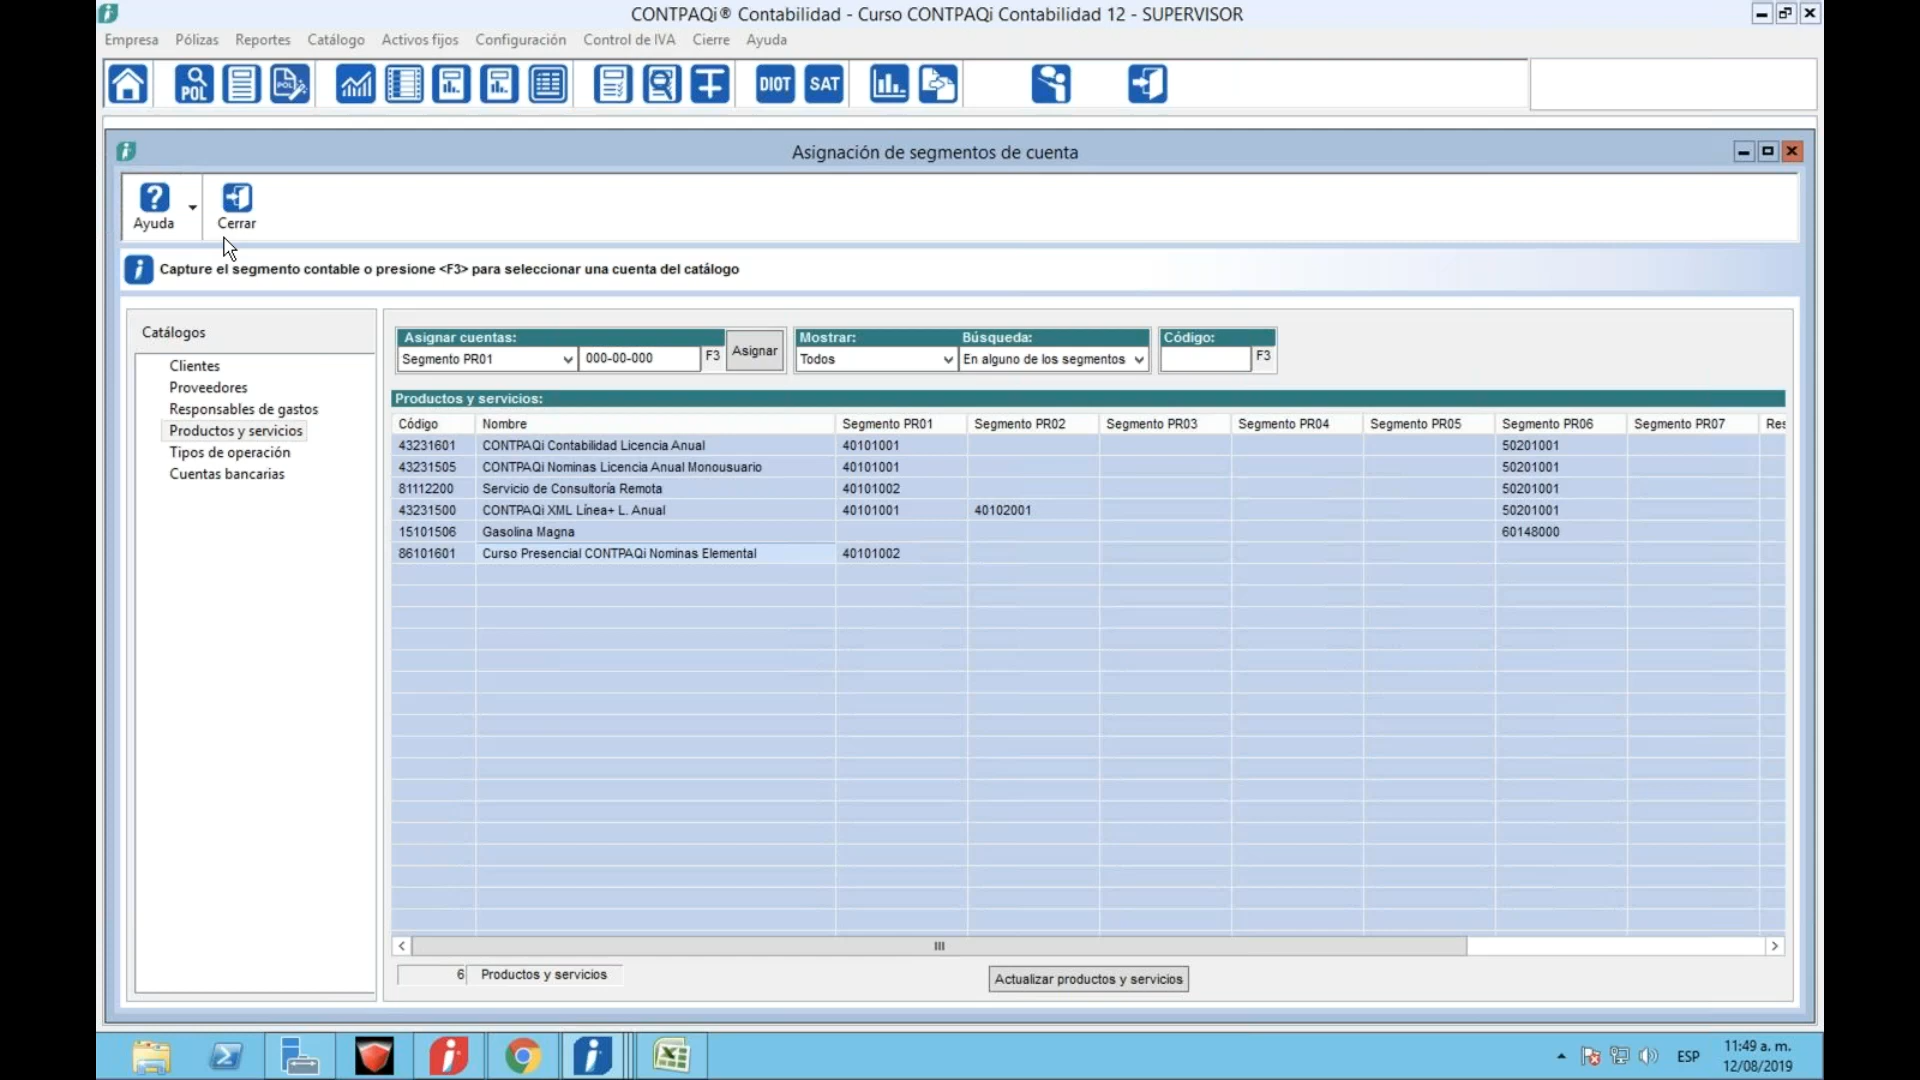 CONTPAQi® Contabilidad - Curso CONTPAQi Contabilidad 12 - SUPERVISOR
Empresa Pólizas Reportes Catálogo Activos fijos Configuración Control de IVA Cierre Ayuda
POL POL DIOT SAT
Asignación de segmentos de cuenta
Ayuda Cerrar
Capture el segmento contable o presione <F3> para seleccionar una cuenta del catálogo
Catálogos
Clientes
Proveedores
Responsables de gastos
Productos y servicios
Tipos de operación
Cuentas bancarias
Asignar cuentas: Mostrar: Búsqueda: Código:
Segmento PR01 000-00-000 F3 Asignar Todos En alguno de los segmentos F3
Productos y servicios:
Código Nombre Segmento PR01 Segmento PR02 Segmento PR03 Segmento PR04 Segmento PR05 Segmento PR06 Segmento PR07 Res
43231601 CONTPAQi Contabilidad Licencia Anual 40101001 50201001
43231505 CONTPAQi Nominas Licencia Anual Monousuario 40101001 50201001
81112200 Servicio de Consultoría Remota 40101002 50201001
43231500 CONTPAQi XML Línea+ L. Anual 40101001 40102001 50201001
15101506 Gasolina Magna 60148000
86101601 Curso Presencial CONTPAQi Nominas Elemental 40101002
6 Productos y servicios Actualizar productos y servicios
ESP 11:49 a. m.
12/08/2019